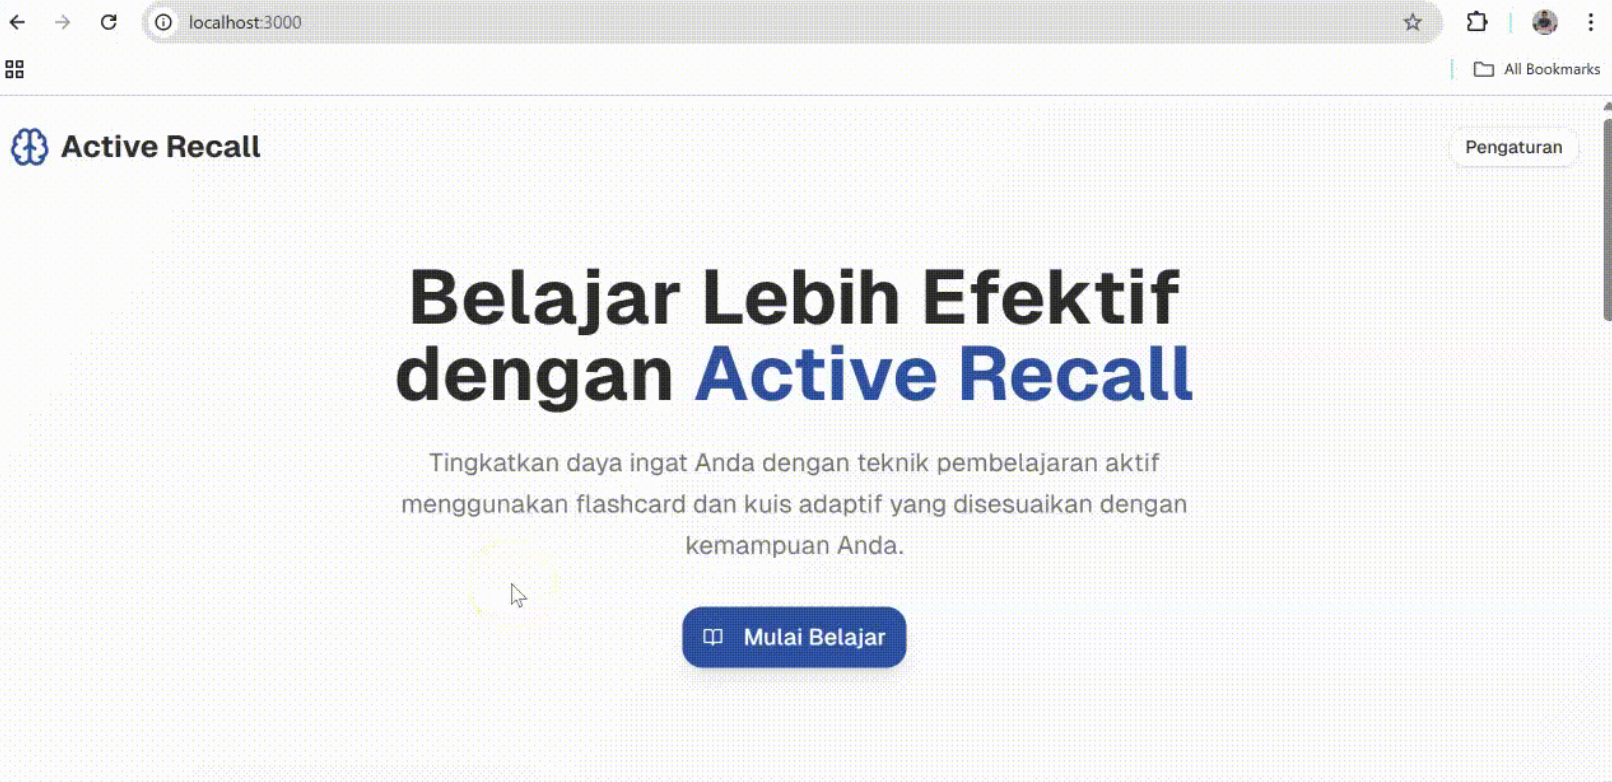 localhost:3000
All Bookmarks
Active Recall
Pengaturan
Belajar Lebih Efektif
dengan Active Recall
Tingkatkan daya ingat Anda dengan teknik pembelajaran aktif
menggunakan flashcard dan kuis adaptif yang disesuaikan dengan
kemampuan Anda.
Mulai Belajar